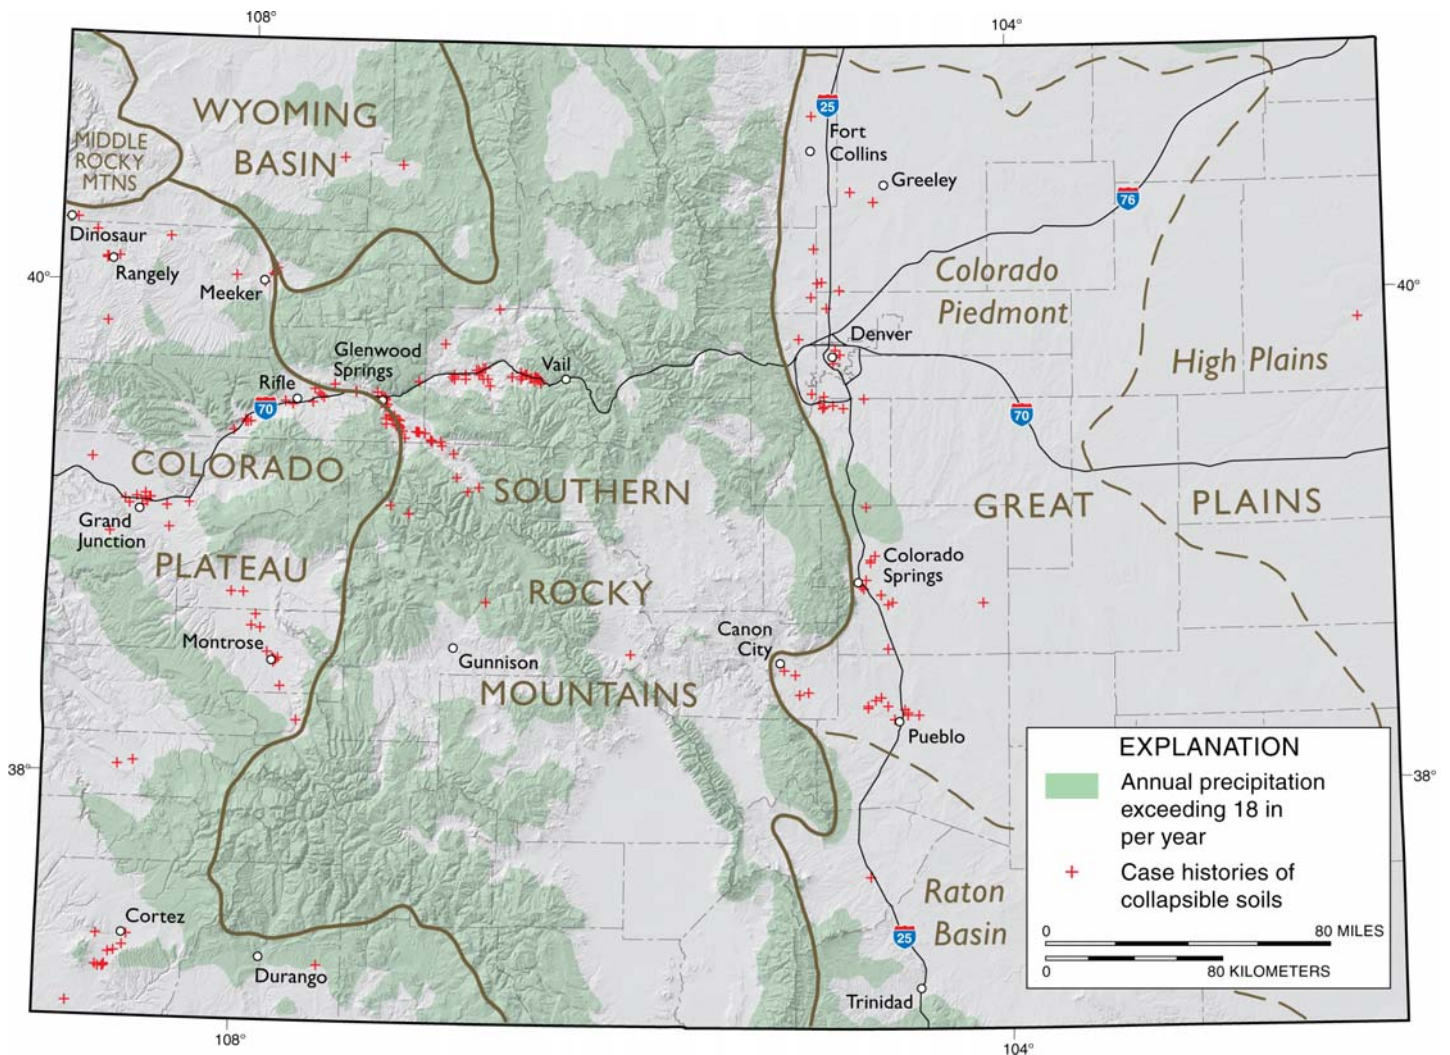 108°
104°
WYOMING
BASIN
MIDDLE
ROCKY
MTNS
25
Fort
Collins
Greeley
76
Dinosaur
Rangely
40°
Meeker
Colorado
Piedmont
40°
Denver
High Plains
Glenwood
Springs
Vail
Rifle
70
70
COLORADO
SOUTHERN
GREAT
PLAINS
Grand
Junction
PLATEAU
Colorado
Springs
ROCKY
Montrose
Gunnison
Canon
City
MOUNTAINS
Pueblo
38°
38°
EXPLANATION
Annual precipitation
exceeding 18 in
per year
Case histories of
collapsible soils
0 80 MILES
0 80 KILOMETERS
Raton
Basin
25
Cortez
Durango
Trinidad
108°
104°